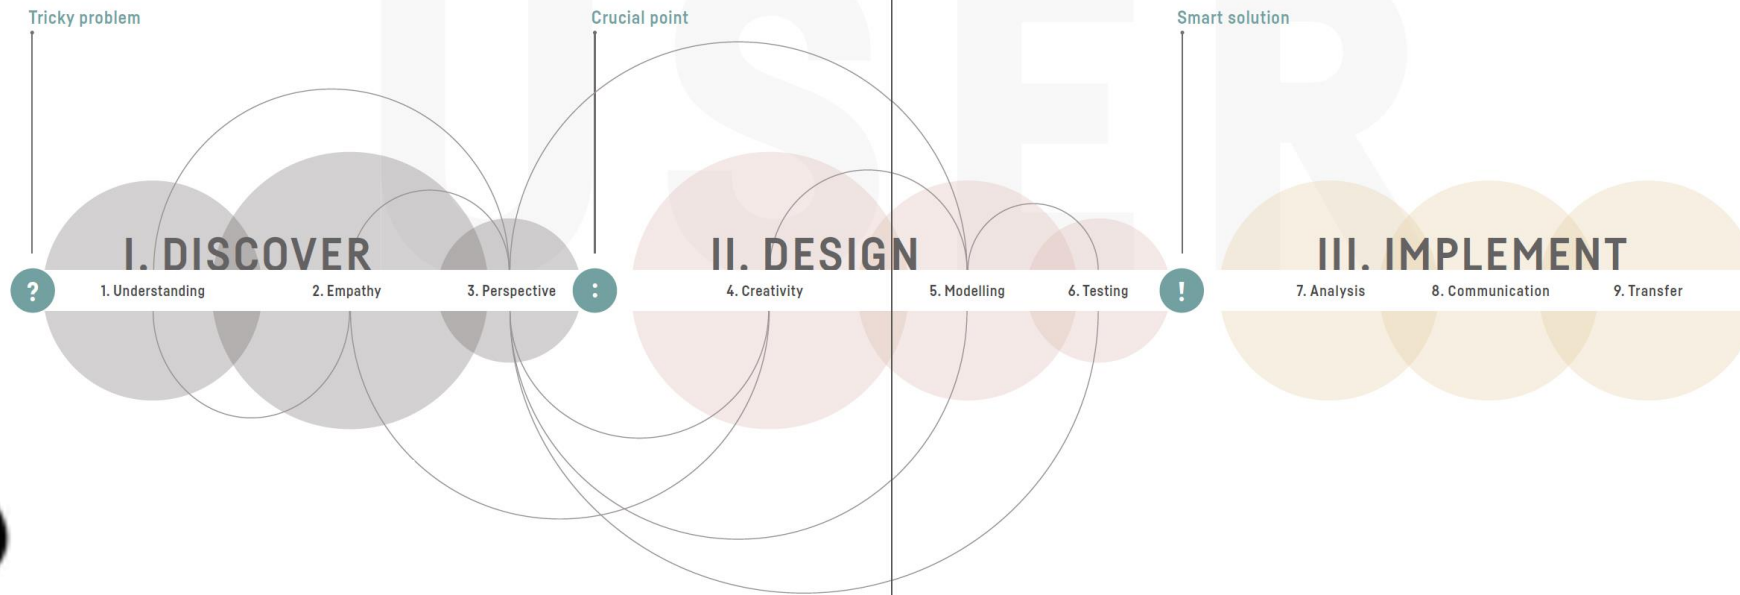 Tricky problem
Crucial point
Smart solution
USER
I. DISCOVER
II. DESIGN
III. IMPLEMENT
?
1. Understanding
2. Empathy
3. Perspective
:
4. Creativity
5. Modelling
6. Testing
!
7. Analysis
8. Communication
9. Transfer